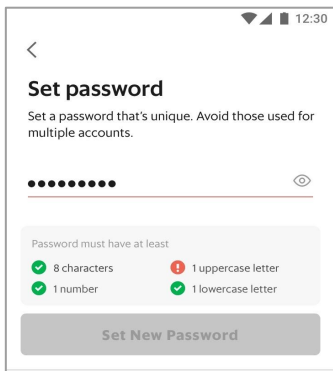 12:30
Set password
Set a password that's unique. Avoid those used for
multiple accounts.
●●●●●●●●●
Password must have at least
8 characters
1 uppercase letter
1 number
1 lowercase letter
Set New Password